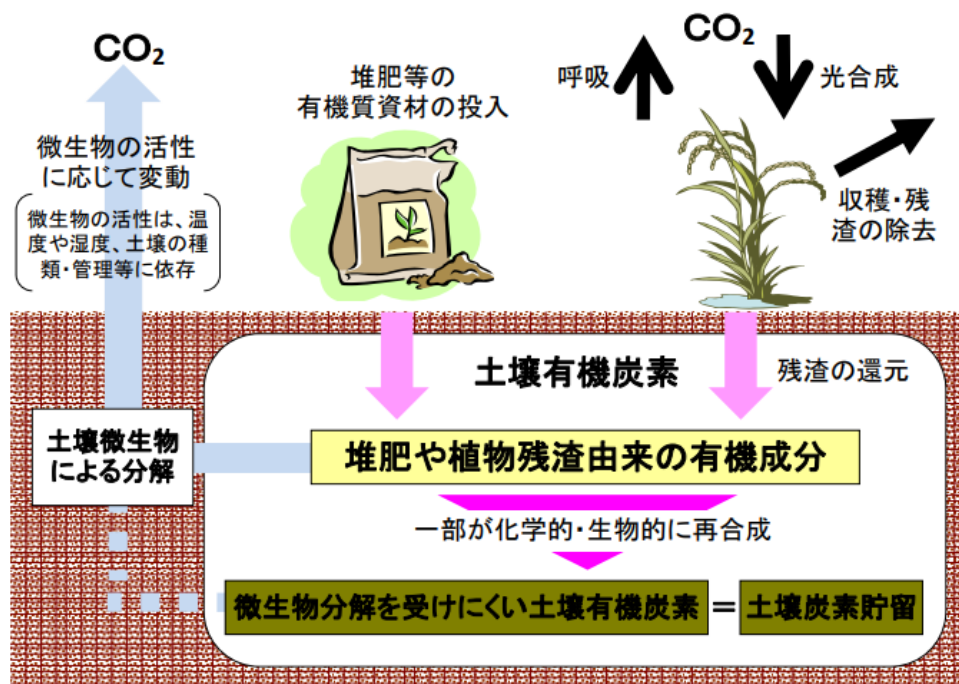 CO₂
微生物の活性
に応じて変動
微生物の活性は、温
度や湿度、土壌の種
類・管理等に依存
堆肥等の
有機質資材の投入
CO₂
呼吸
光合成
収穫・残
渣の除去
土壌有機炭素
残渣の還元
土壌微生物
による分解
堆肥や植物残渣由来の有機成分
一部が化学的・生物的に再合成
微生物分解を受けにくい土壌有機炭素 = 土壌炭素貯留